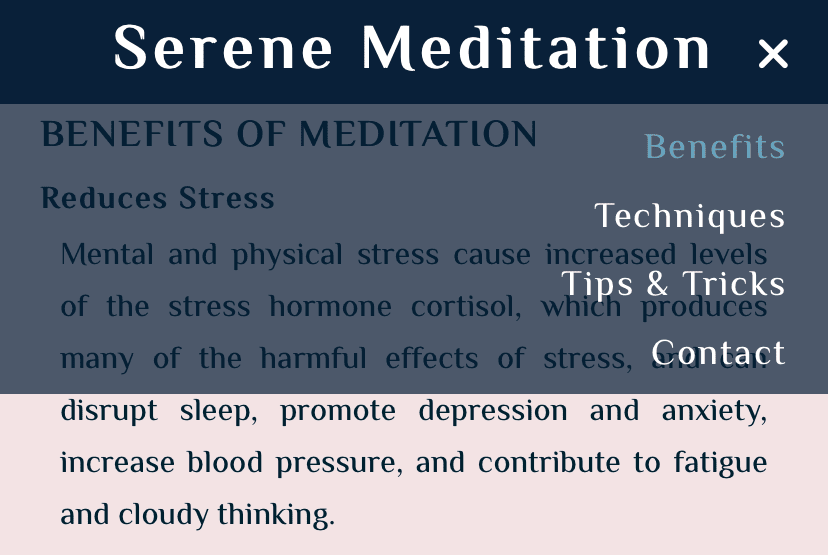 Serene Meditation ×
BENEFITS OF MEDITATION
Benefits
Reduces Stress
Techniques
Mental and physical stress cause increased levels
Tips & Tricks
of the stress hormone cortisol, which produces
Contact
many of the harmful effects of stress, and can
disrupt sleep, promote depression and anxiety,
increase blood pressure, and contribute to fatigue
and cloudy thinking.